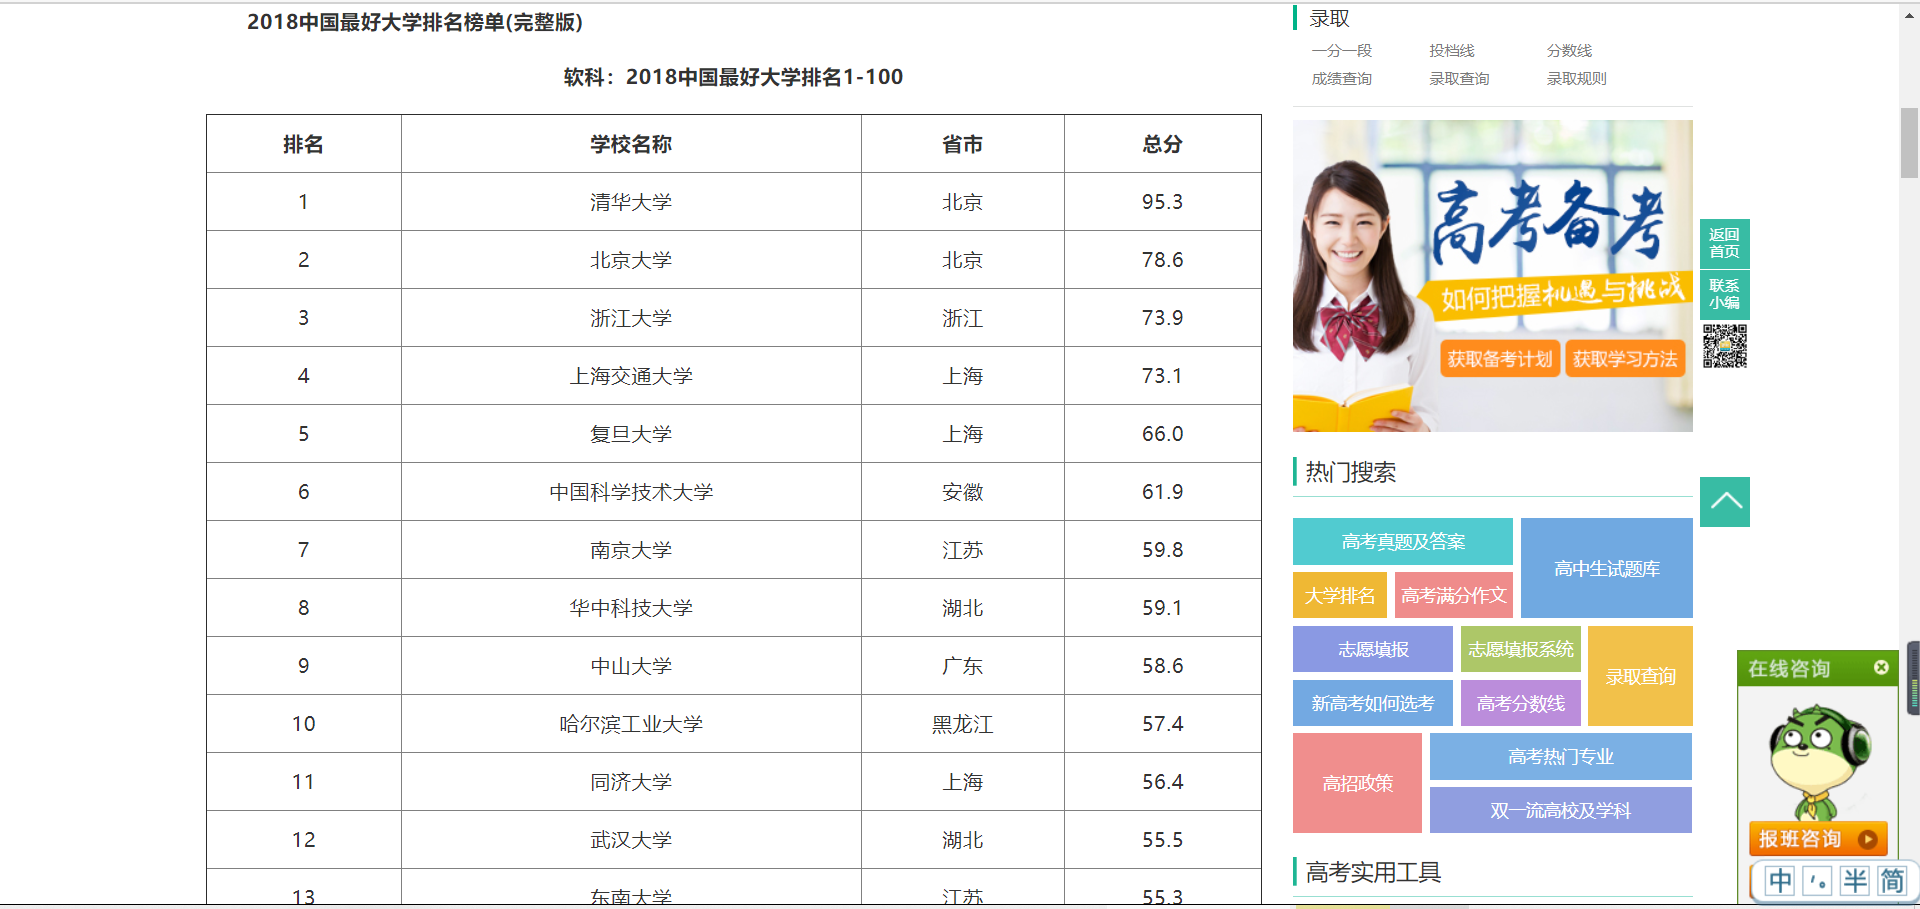 2018中国最好大学排名榜单(完整版)
软科：2018中国最好大学排名1-100
排名 学校名称 省市 总分
1 清华大学 北京 95.3
2 北京大学 北京 78.6
3 浙江大学 浙江 73.9
4 上海交通大学 上海 73.1
5 复旦大学 上海 66.0
6 中国科学技术大学 安徽 61.9
7 南京大学 江苏 59.8
8 华中科技大学 湖北 59.1
9 中山大学 广东 58.6
10 哈尔滨工业大学 黑龙江 57.4
11 同济大学 上海 56.4
12 武汉大学 湖北 55.5
13 东南大学 江苏 55.3
录取
一分一段 投档线 分数线
成绩查询 录取查询 录取规则
高考备考
如何把握机遇与挑战
获取备考计划 获取学习方法
返回
首页
联系
小编
热门搜索
高考真题及答案
高中生试题库
大学排名 高考满分作文
志愿填报 志愿填报系统
录取查询
新高考如何选考 高考分数线
高招政策
高考热门专业
双一流高校及学科
高考实用工具
在线咨询
报班咨询
中 半 简